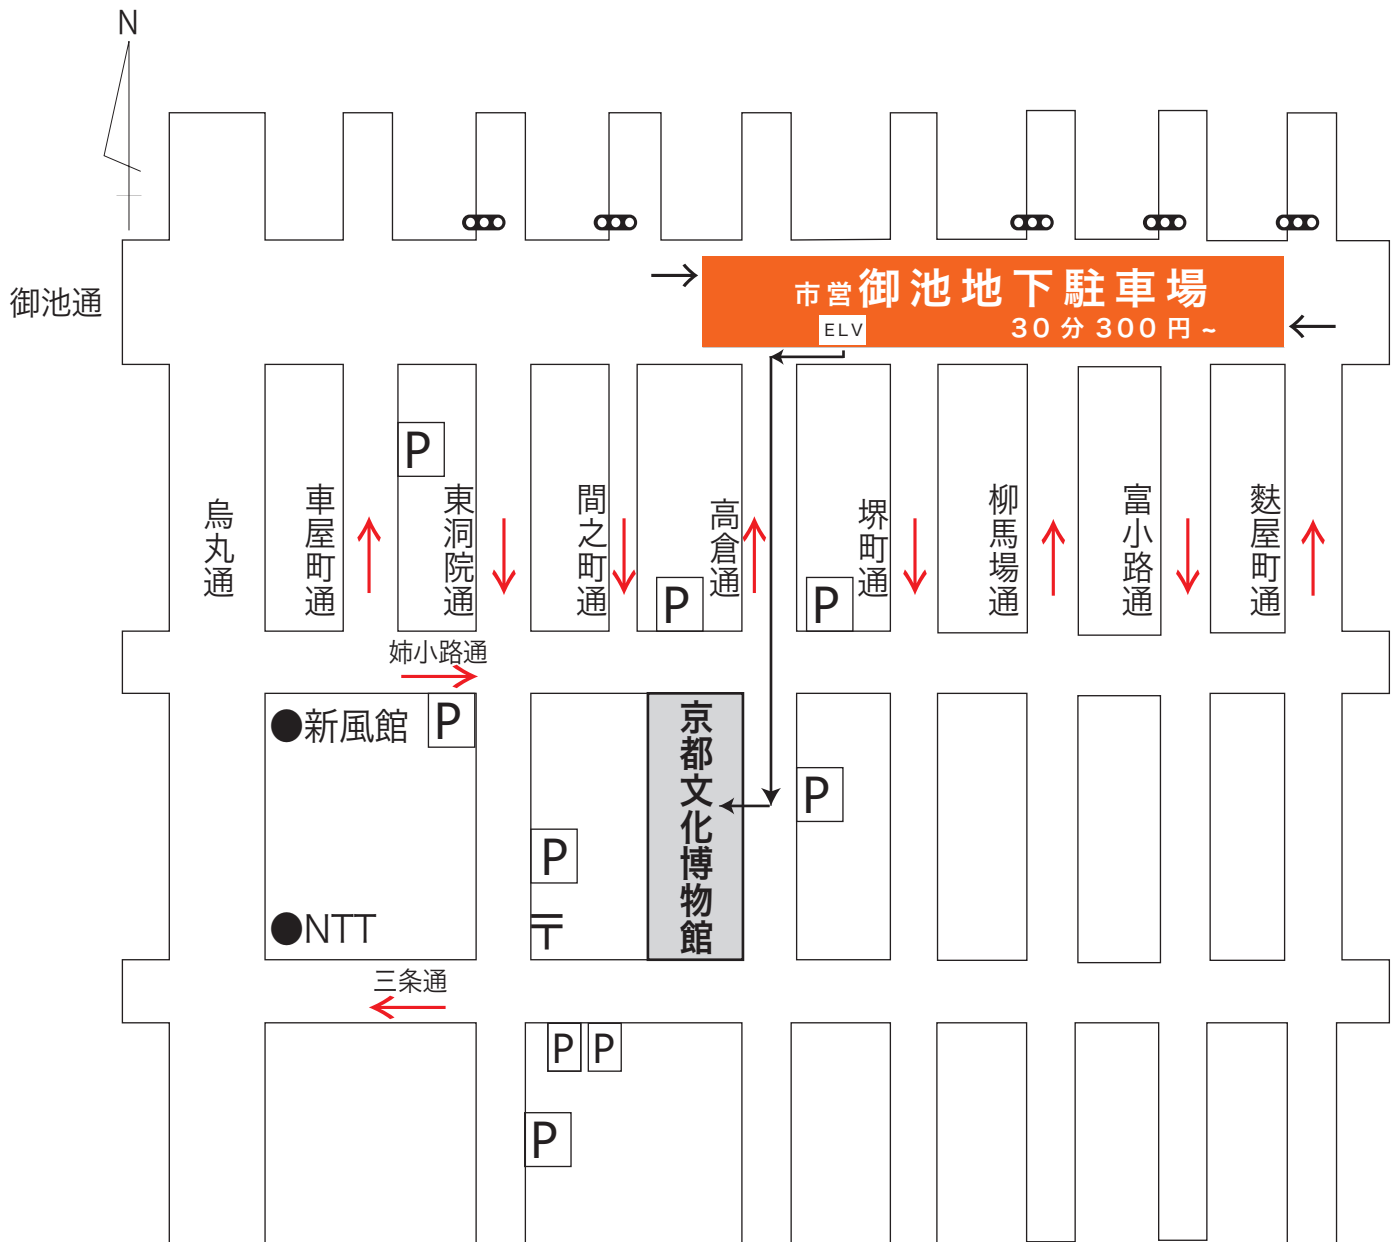 N
御池通
市営御池地下駐車場
ELV
30分300円~
P
烏丸通
車屋町通
東洞院通
間之町通
高倉通
堺町通
柳馬場通
富小路通
麩屋町通
P
P
姉小路通
●新風館
P
京都文化博物館
P
P
〒
●NTT
三条通
P
P
P